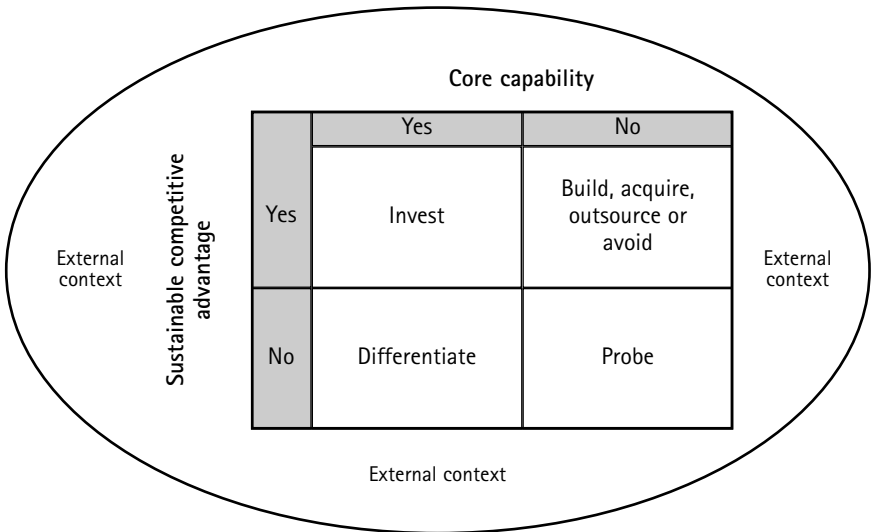 Core capability
Yes
No
Sustainable competitive
advantage
Yes
Invest
Build, acquire,
outsource or
avoid
External
context
External
context
No
Differentiate
Probe
External context